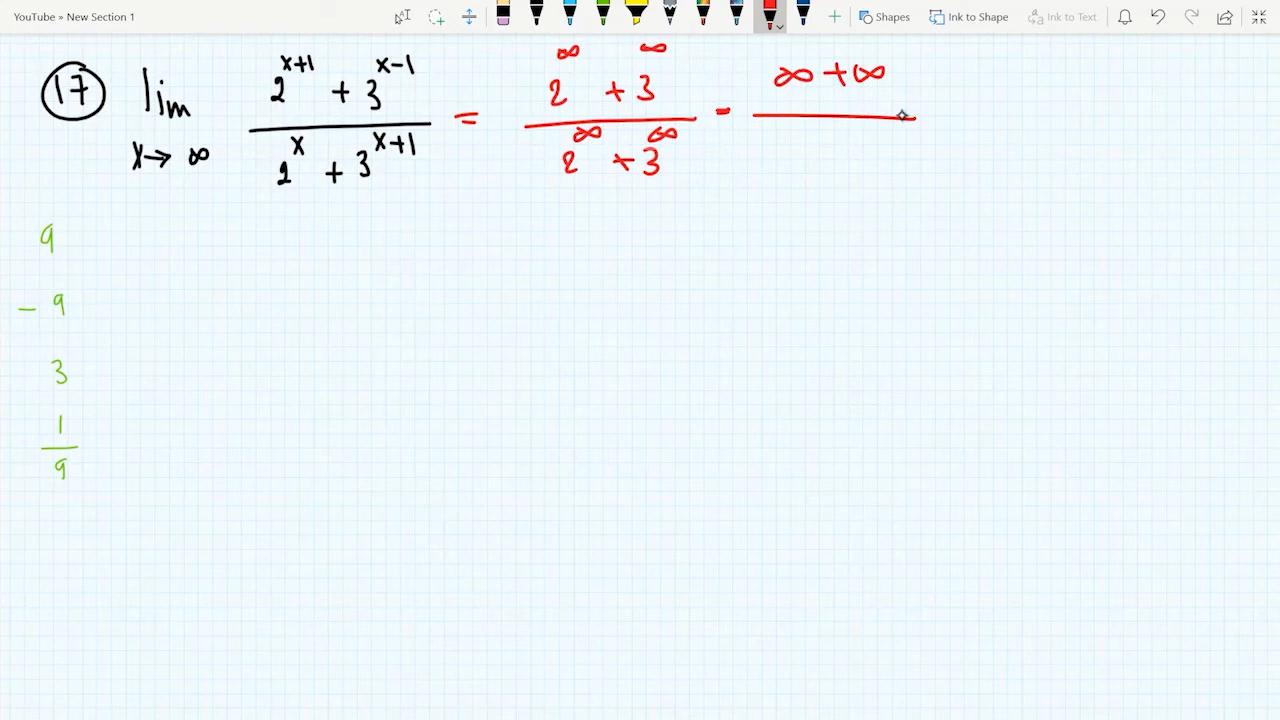 YouTube » New Section 1
Shapes Ink to Shape Ink to Text
17 lim x→∞ (2^(x+1) + 3^(x−1)) / (2^x + 3^(x+1)) = (2^∞ + 3^∞) / (2^∞ + 3^∞) - ∞ + ∞
9
− 9
3
1
9